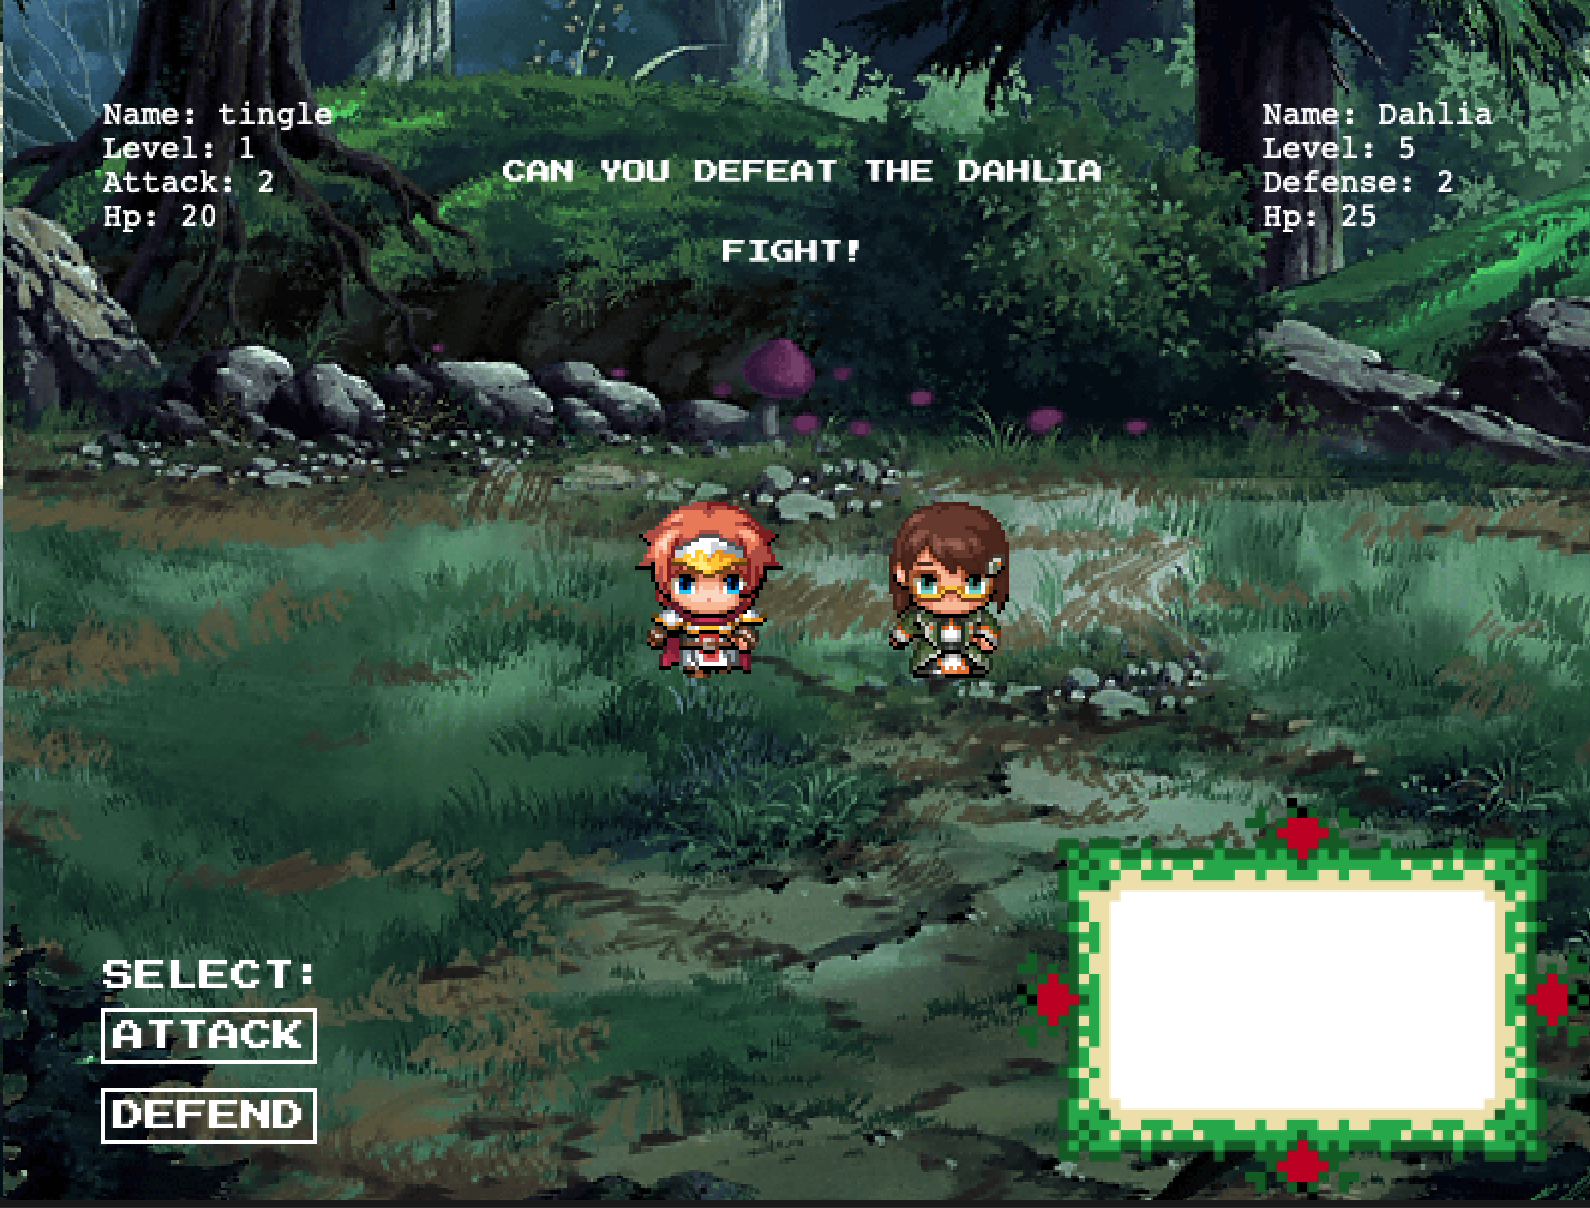 Name: tingle
Level: 1
Attack: 2
Hp: 20
CAN YOU DEFEAT THE DAHLIA
FIGHT!
Name: Dahlia
Level: 5
Defense: 2
Hp: 25
SELECT:
ATTACK
DEFEND